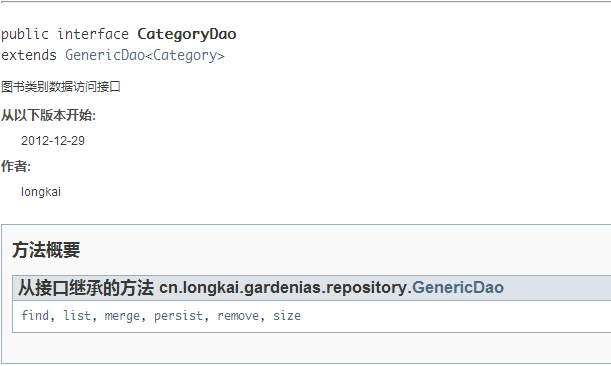 public interface CategoryDao
extends GenericDao<Category>
图书类别数据访问接口
从以下版本开始:
2012-12-29
作者:
longkai
方法概要
从接口继承的方法 cn.longkai.gardenias.repository.GenericDao
find, list, merge, persist, remove, size